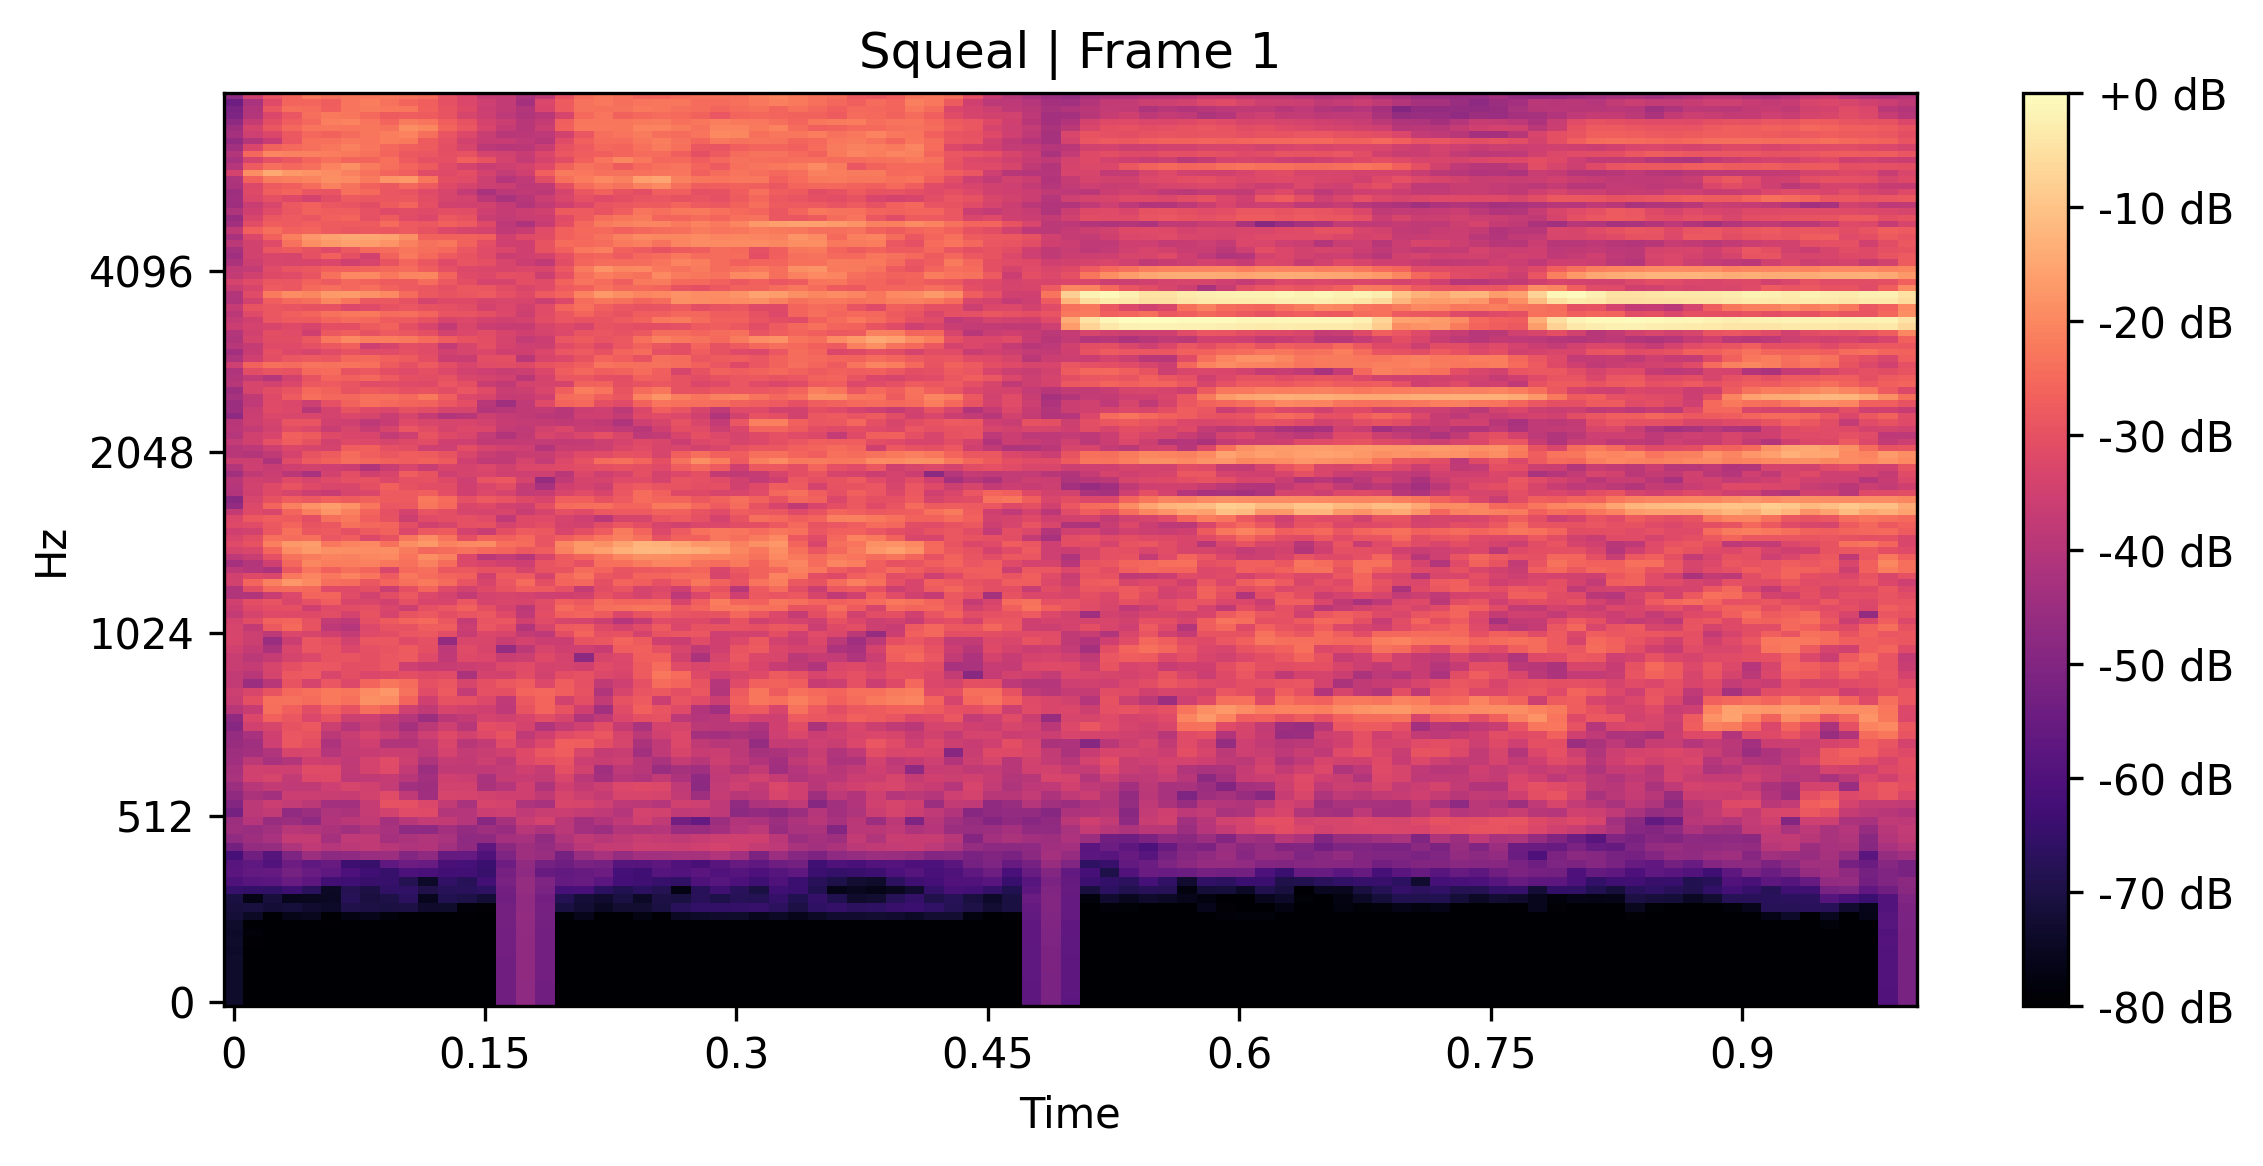 Squeal | Frame 1
Hz
4096
2048
1024
512
0
0 0.15 0.3 0.45 0.6 0.75 0.9
Time
+0 dB
-10 dB
-20 dB
-30 dB
-40 dB
-50 dB
-60 dB
-70 dB
-80 dB